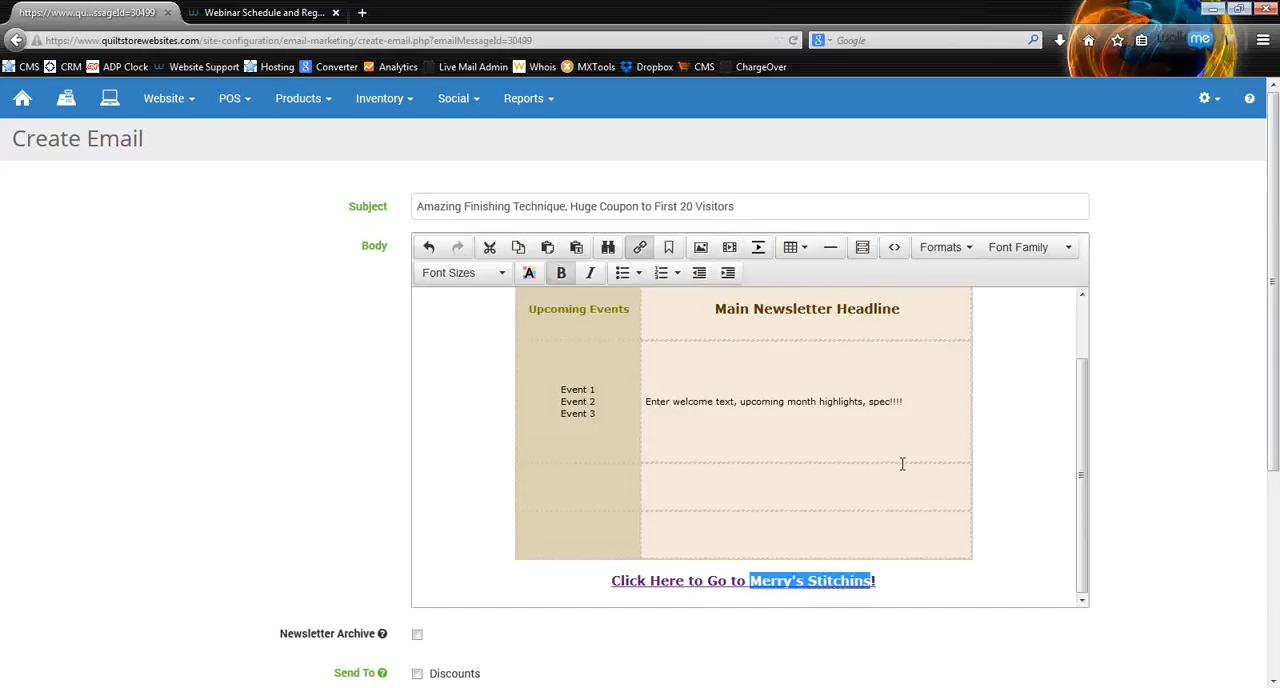 https://www.qu...ssageId=30499
Webinar Schedule and Reg...
https://www.quiltstorewebsites.com/site-configuration/email-marketing/create-email.php?emailMessageId=30499
Google
walk me
CMS CRM ADP Clock Website Support Hosting Converter Analytics Live Mail Admin Whois MXTools Dropbox CMS ChargeOver
Website POS Products Inventory Social Reports
Create Email
Subject
Amazing Finishing Technique, Huge Coupon to First 20 Visitors
Body
Formats Font Family
Font Sizes A B I
Upcoming Events
Main Newsletter Headline
Event 1
Event 2
Event 3
Enter welcome text, upcoming month highlights, spec!!!!
Click Here to Go to Merry's Stitchins!
Newsletter Archive
Send To
Discounts